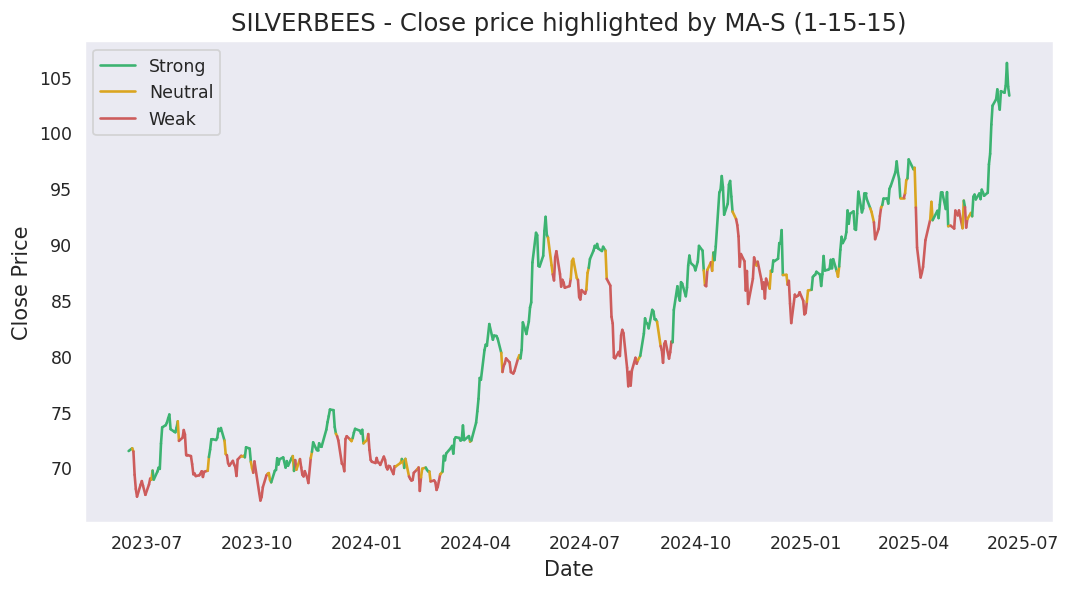 SILVERBEES - Close price highlighted by MA-S (1-15-15)
Strong
Neutral
Weak
105
100
95
90
85
80
75
70
Close Price
2023-07 2023-10 2024-01 2024-04 2024-07 2024-10 2025-01 2025-04 2025-07
Date